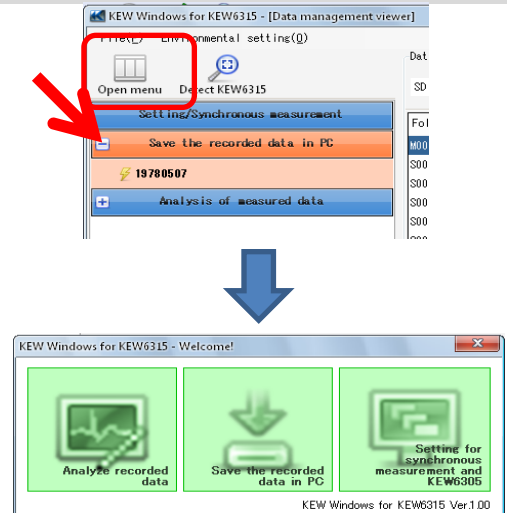 KEW Windows for KEW6315 - [Data management viewer]
Environmental setting(O)
Dat
Open menu
Detect KEW6315
SD
Setting/Synchronous measurement
Fol
Save the recorded data in PC
M00
S00
19780507
S00
Analysis of measured data
S00
S00
KEW Windows for KEW6315 - Welcome!
Analyze recorded
data
Save the recorded
data in PC
Setting for
synchronous
measurement and
KEW6305
KEW Windows for KEW6315 Ver.1.00